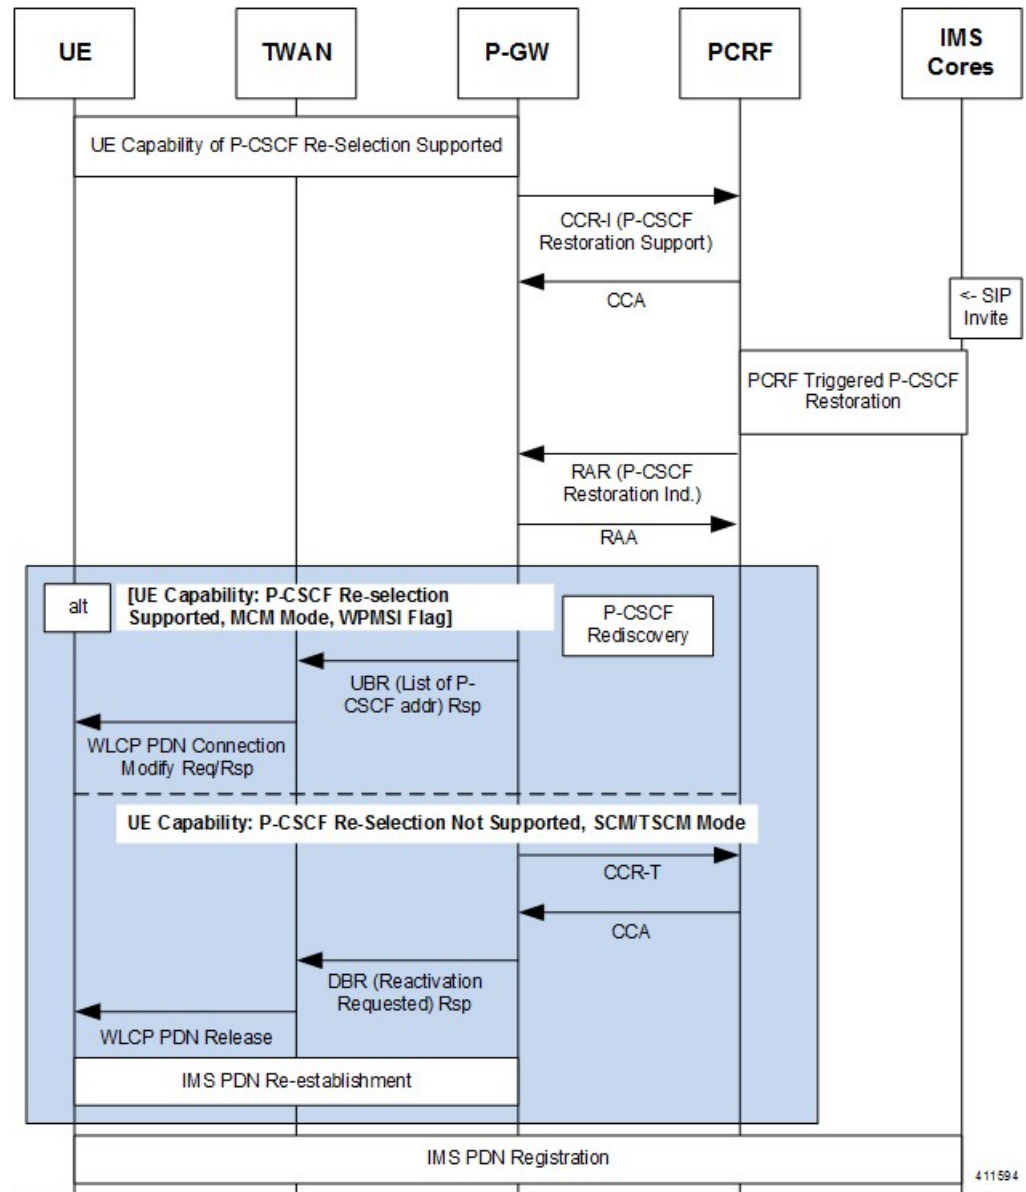 UE
TWAN
P-GW
PCRF
IMS
Cores
UE Capability of P-CSCF Re-Selection Supported
CCR-I (P-CSCF
Restoration Support)
CCA
<- SIP
Invite
PCRF Triggered P-CSCF
Restoration
RAR (P-CSCF
Restoration Ind.)
RAA
alt
[UE Capability: P-CSCF Re-selection
Supported, MCM Mode, WPMSI Flag]
P-CSCF
Rediscovery
UBR (List of P-
CSCF addr) Rsp
WLCP PDN Connection
Modify Req/Rsp
UE Capability: P-CSCF Re-Selection Not Supported, SCM/TSCM Mode
CCR-T
CCA
DBR (Reactivation
Requested) Rsp
WLCP PDN Release
IMS PDN Re-establishment
IMS PDN Registration
411594